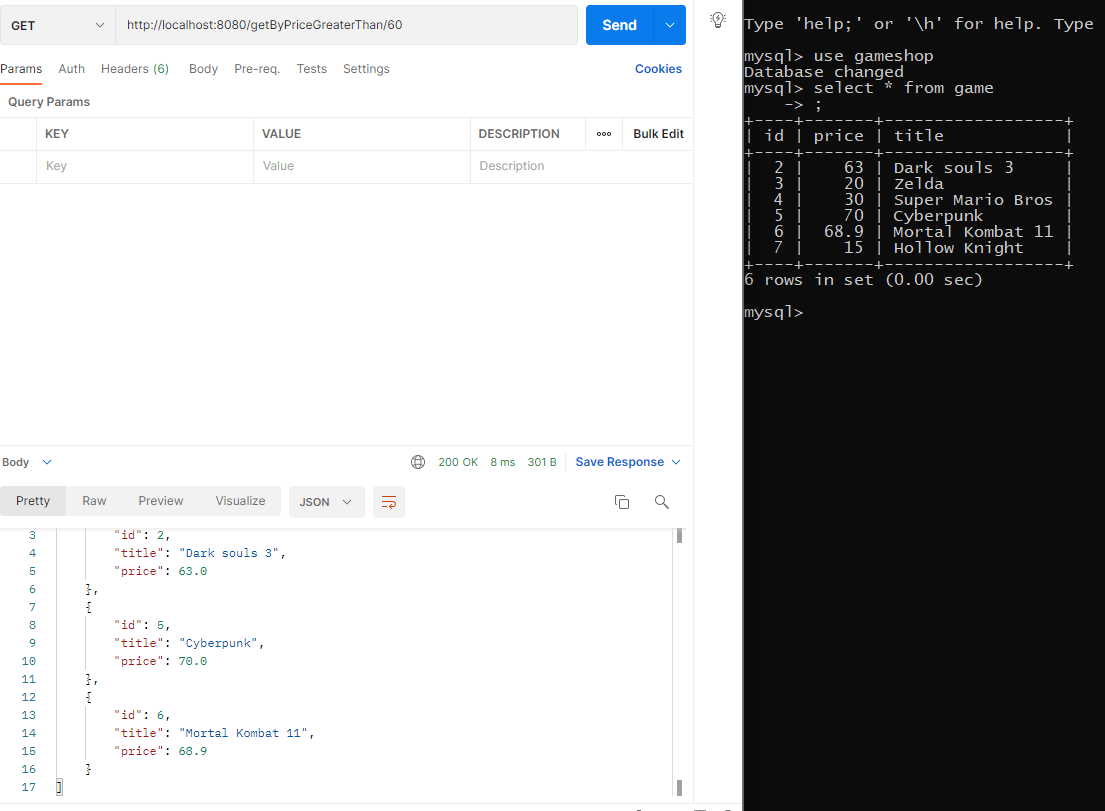 GET
http://localhost:8080/getByPriceGreaterThan/60
Send
Params Auth Headers (6) Body Pre-req. Tests Settings Cookies
Query Params
KEY VALUE DESCRIPTION ooo Bulk Edit
Key Value Description
Body 200 OK 8 ms 301 B Save Response
Pretty Raw Preview Visualize JSON
3 "id": 2,
4 "title": "Dark souls 3",
5 "price": 63.0
6 },
7 {
8 "id": 5,
9 "title": "Cyberpunk",
10 "price": 70.0
11 },
12 {
13 "id": 6,
14 "title": "Mortal Kombat 11",
15 "price": 68.9
16 }
17 ]
Type 'help;' or '\h' for help. Type
mysql> use gameshop
Database changed
mysql> select * from game
    -> ;
+----+-------+------------------+
| id | price | title            |
+----+-------+------------------+
|  2 |    63 | Dark souls 3     |
|  3 |    20 | Zelda            |
|  4 |    30 | Super Mario Bros |
|  5 |    70 | Cyberpunk        |
|  6 |  68.9 | Mortal Kombat 11 |
|  7 |    15 | Hollow Knight    |
+----+-------+------------------+
6 rows in set (0.00 sec)
mysql>